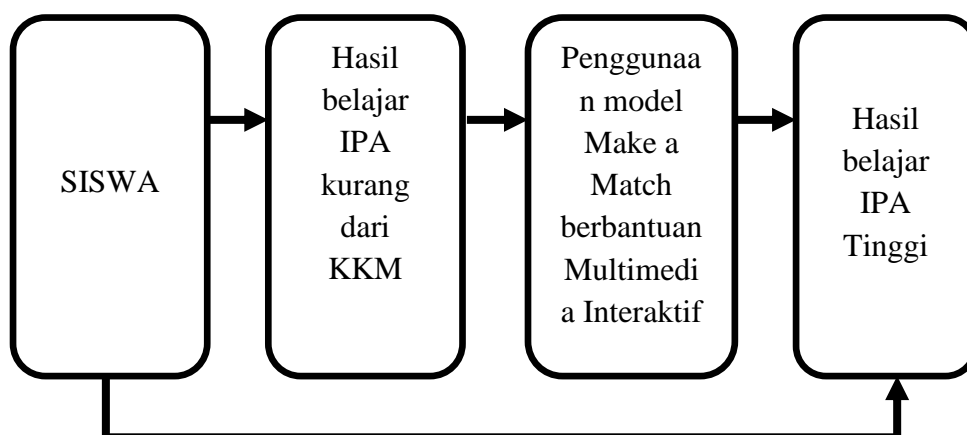 SISWA
Hasil
belajar
IPA
kurang
dari
KKM
Penggunaa
n model
Make a
Match
berbantuan
Multimedi
a Interaktif
Hasil
belajar
IPA
Tinggi